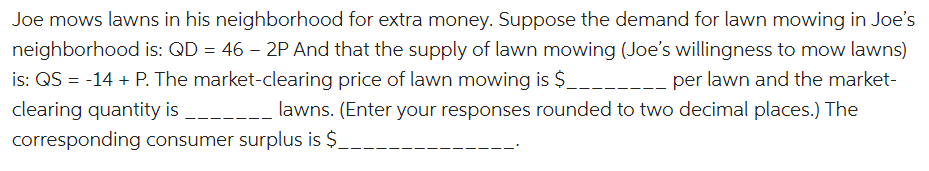 Joe mows lawns in his neighborhood for extra money. Suppose the demand for lawn mowing in Joe's
neighborhood is: QD = 46 – 2P And that the supply of lawn mowing (Joe's willingness to mow lawns)
is: QS = -14 + P. The market-clearing price of lawn mowing is $________ per lawn and the market-
clearing quantity is _______ lawns. (Enter your responses rounded to two decimal places.) The
corresponding consumer surplus is $______________.